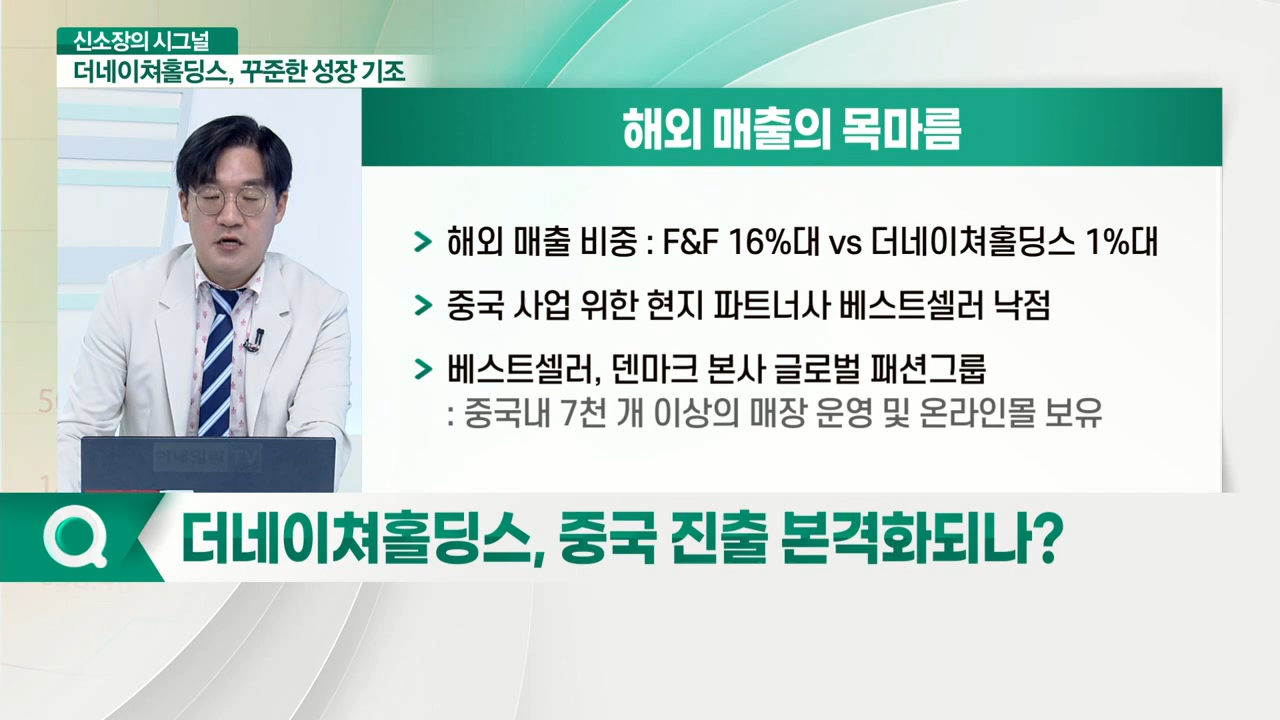 신소장의 시그널
더네이쳐홀딩스, 꾸준한 성장 기조
해외 매출의 목마름
> 해외 매출 비중 : F&F 16%대 vs 더네이쳐홀딩스 1%대
> 중국 사업 위한 현지 파트너사 베스트셀러 낙점
> 베스트셀러, 덴마크 본사 글로벌 패션그룹
: 중국내 7천 개 이상의 매장 운영 및 온라인몰 보유
더네이쳐홀딩스, 중국 진출 본격화되나?